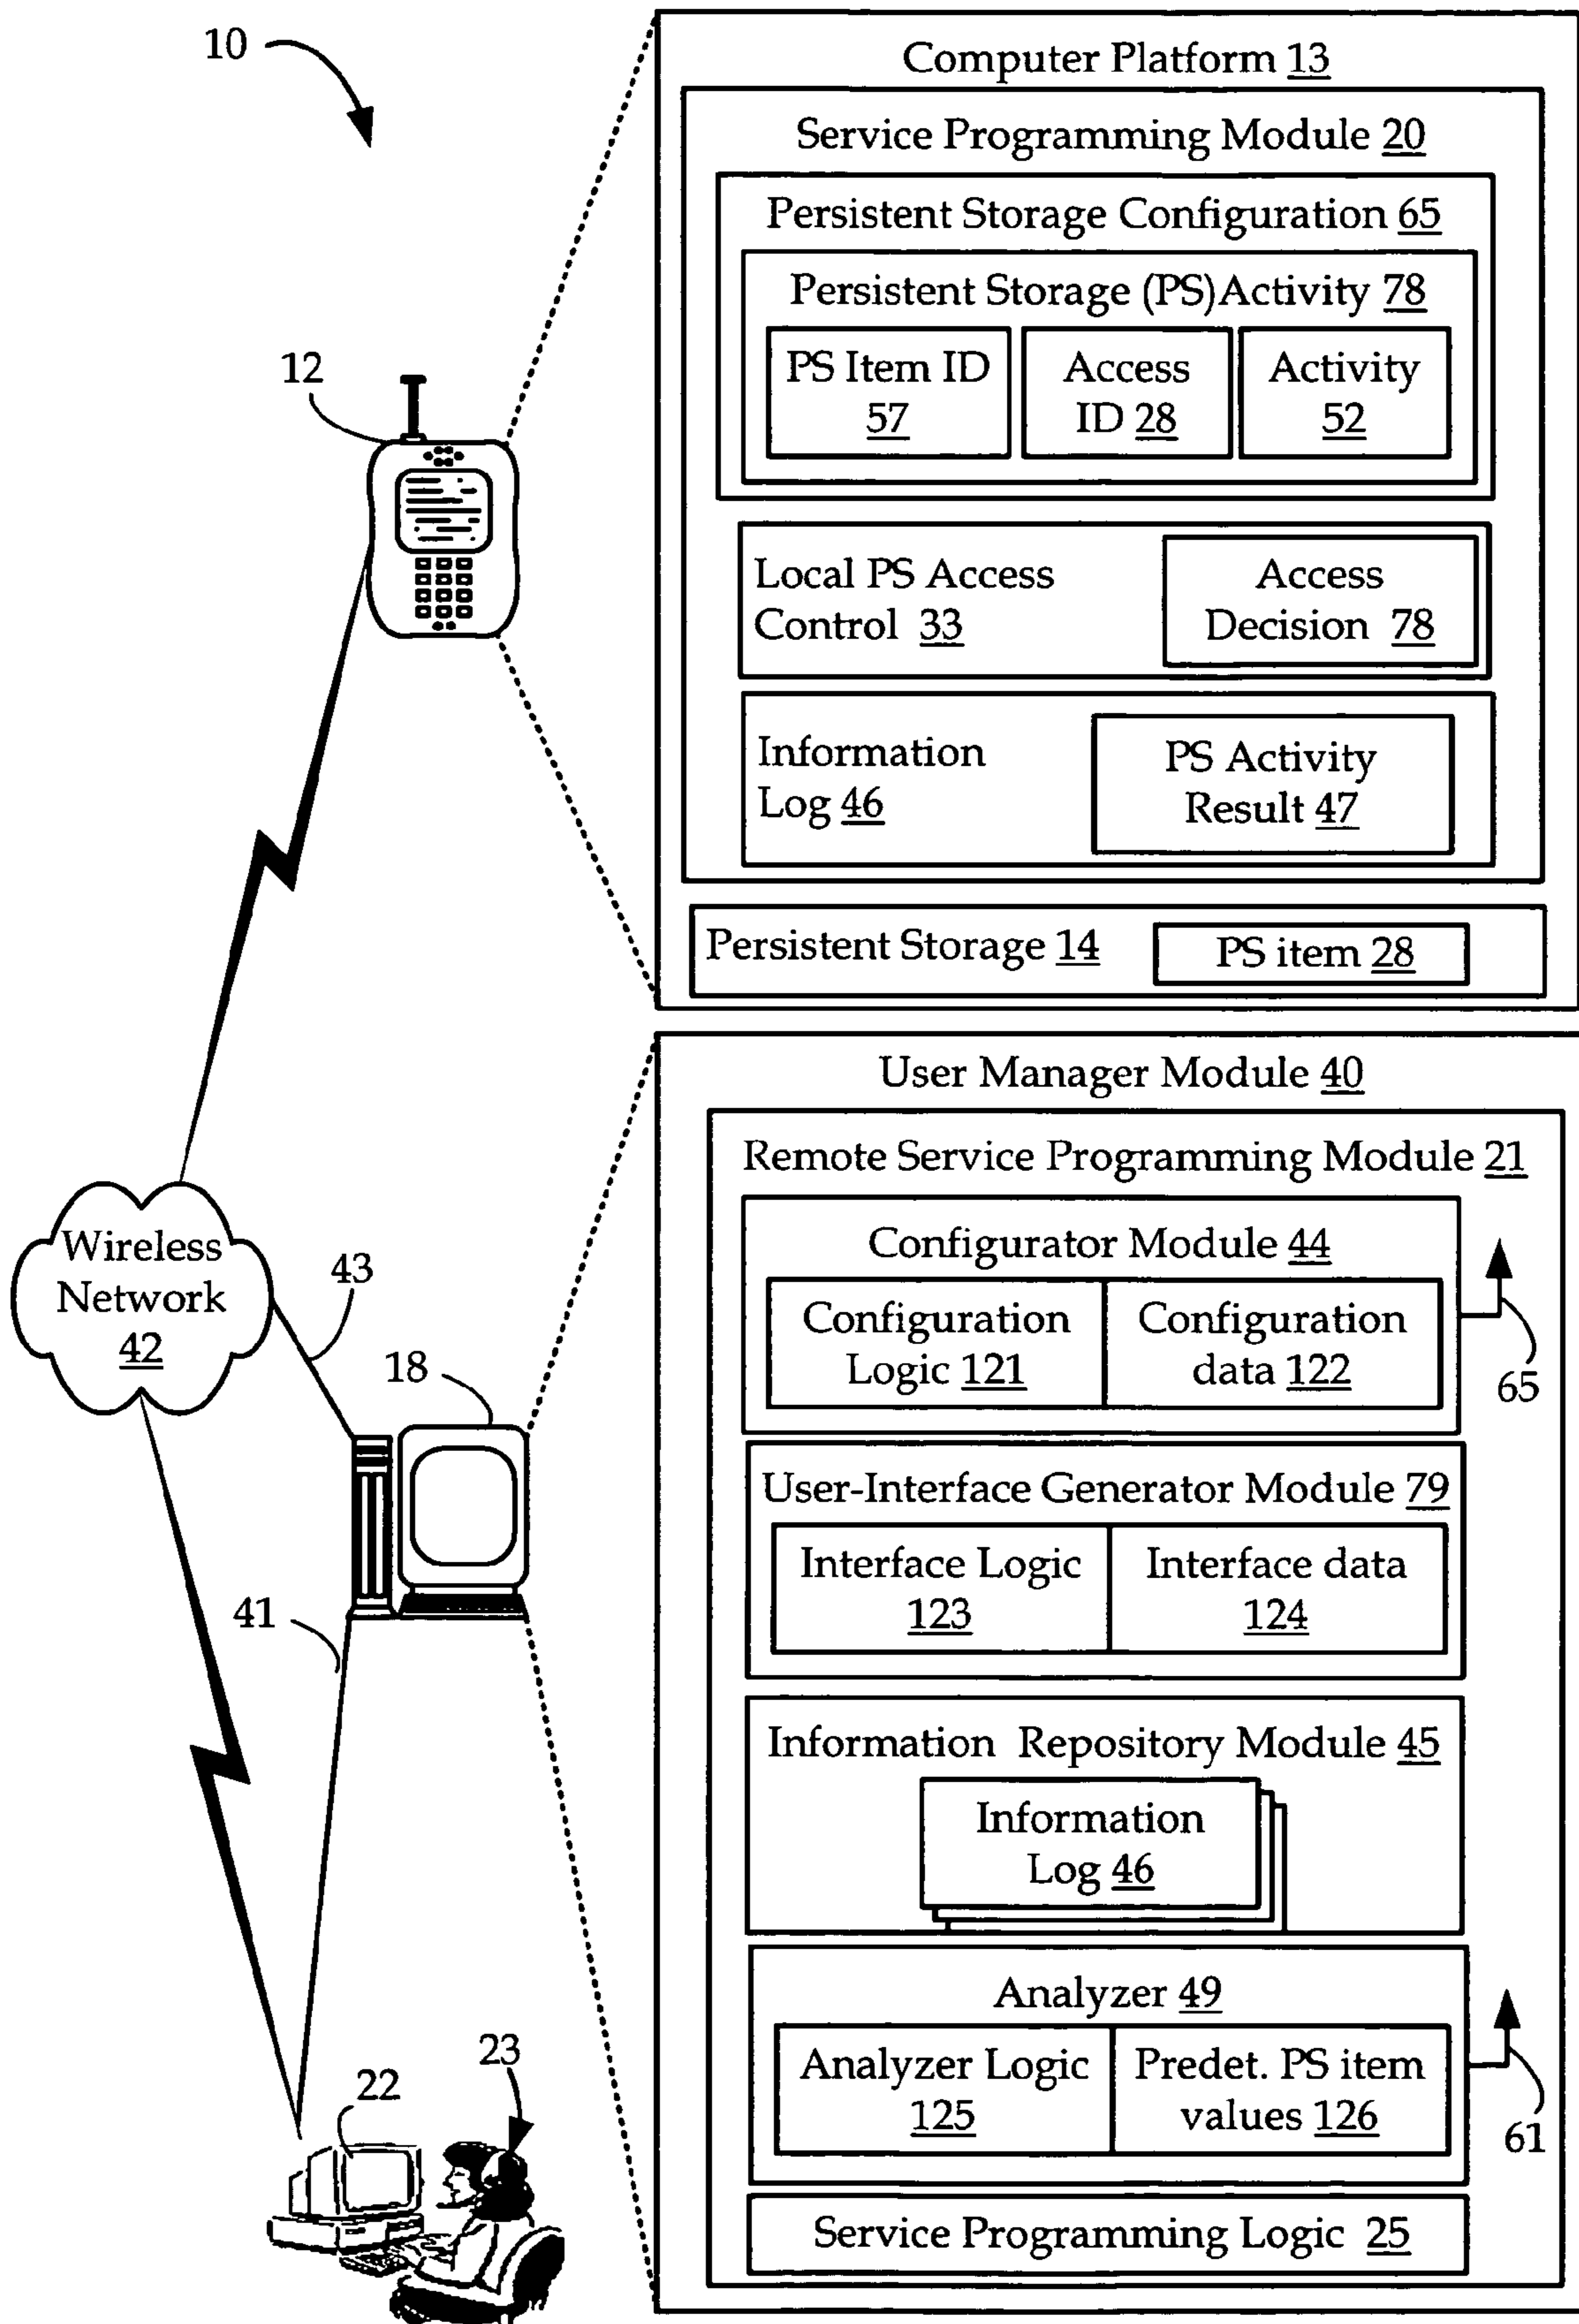 10
Computer Platform 13
Service Programming Module 20
Persistent Storage Configuration 65
Persistent Storage (PS)Activity 78
PS Item ID
57
Access
ID 28
Activity
52
12
Local PS Access
Control 33
Access
Decision 78
Information
Log 46
PS Activity
Result 47
Persistent Storage 14
PS item 28
User Manager Module 40
Remote Service Programming Module 21
Configurator Module 44
Configuration
Logic 121
Configuration
data 122
65
Wireless
Network
42
43
18
User-Interface Generator Module 79
Interface Logic
123
Interface data
124
41
Information Repository Module 45
Information
Log 46
Analyzer 49
Analyzer Logic
125
Predet. PS item
values 126
61
22
23
Service Programming Logic 25